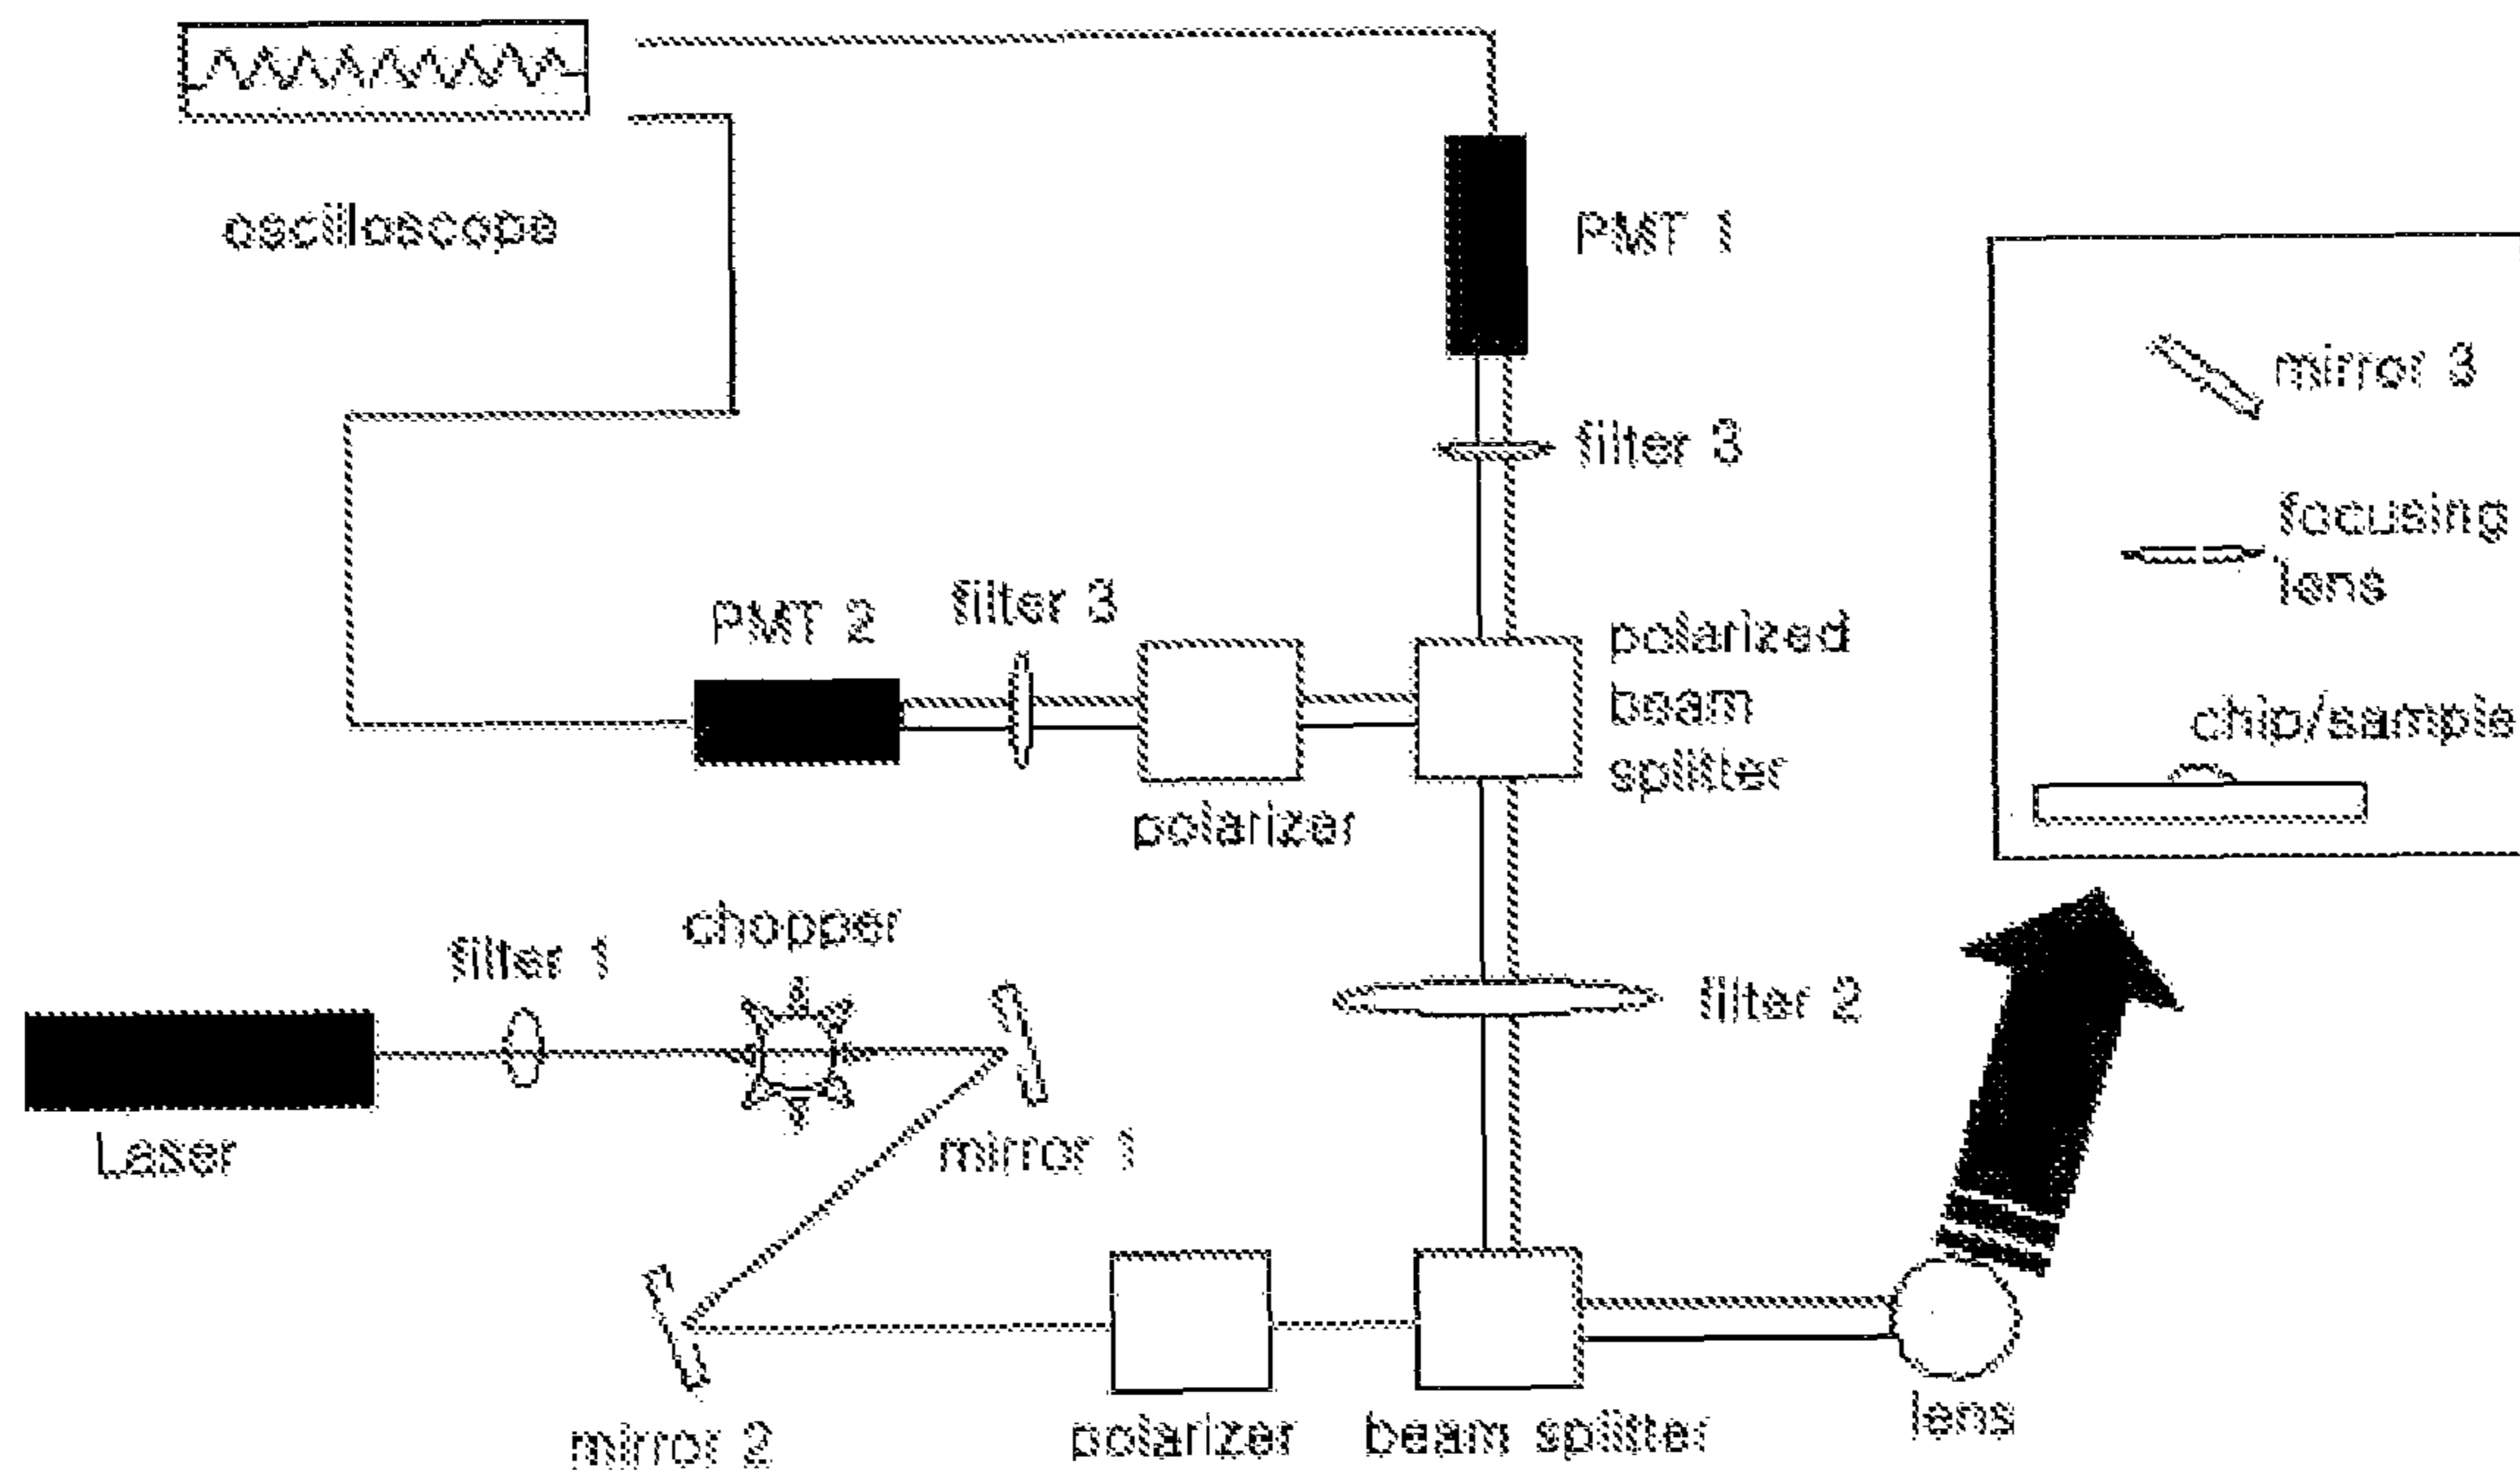 oscilloscope
PMT 1
mirror 3
filter 3
focusing
lens
PMT 2
filter 3
polarized
beam
splitter
chip/sample
polarizer
chopper
filter 1
filter 2
Laser
mirror 1
mirror 2
polarizer
beam splitter
lens